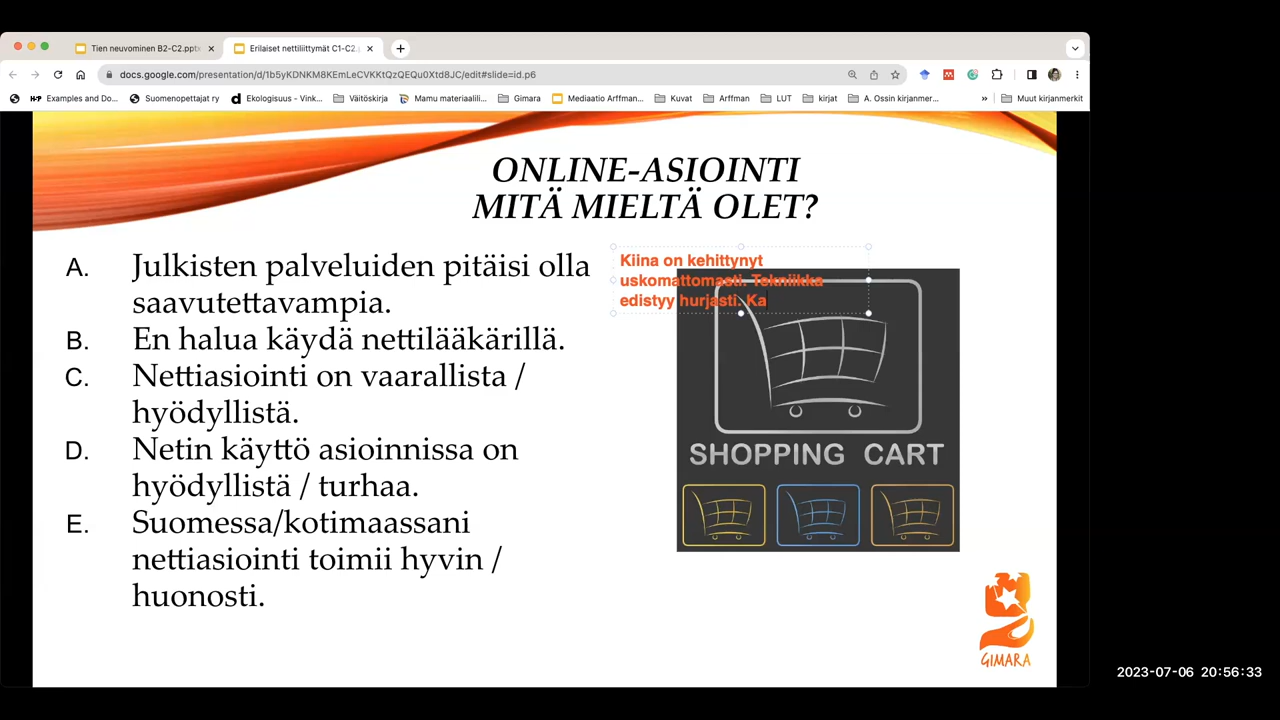 Tien neuvominen B2-C2.pptx
Erilaiset nettiliittymät C1-C2.
docs.google.com/presentation/d/1b5yKDNKM8KEmLeCVKKtQzQEQu0Xtd8JC/edit#slide=id.p6
Examples and Do... Suomenopettajat ry Ekologisuus - Vink... Väitöskirja Mamu materiaalili... Gimara Mediaatio Arffman... Kuvat Arffman LUT kirjat A. Ossin kirjanmer... » Muut kirjanmerkit
ONLINE-ASIOINTI
MITÄ MIELTÄ OLET?
A. Julkisten palveluiden pitäisi olla
saavutettavampia.
B. En halua käydä nettilääkärillä.
C. Nettiasiointi on vaarallista /
hyödyllistä.
D. Netin käyttö asioinnissa on
hyödyllistä / turhaa.
E. Suomessa/kotimaassani
nettiasiointi toimii hyvin /
huonosti.
Kiina on kehittynyt
uskomattomasti. Tekniikka
edistyy hurjasti. Ka
SHOPPING CART
GIMARA
2023-07-06 20:56:33